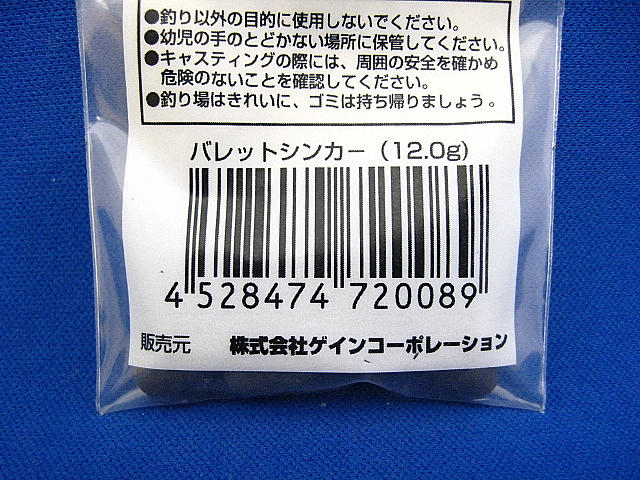 ●釣り以外の目的に使用しないでください。
●幼児の手のとどかない場所に保管してください。
●キャスティングの際には、周囲の安全を確かめ
危険のないことを確認してください。
●釣り場はきれいに、ゴミは持ち帰りましょう。
バレットシンカー（12.0g）
4 528474 720089
販売元 株式会社ゲインコーポレーション